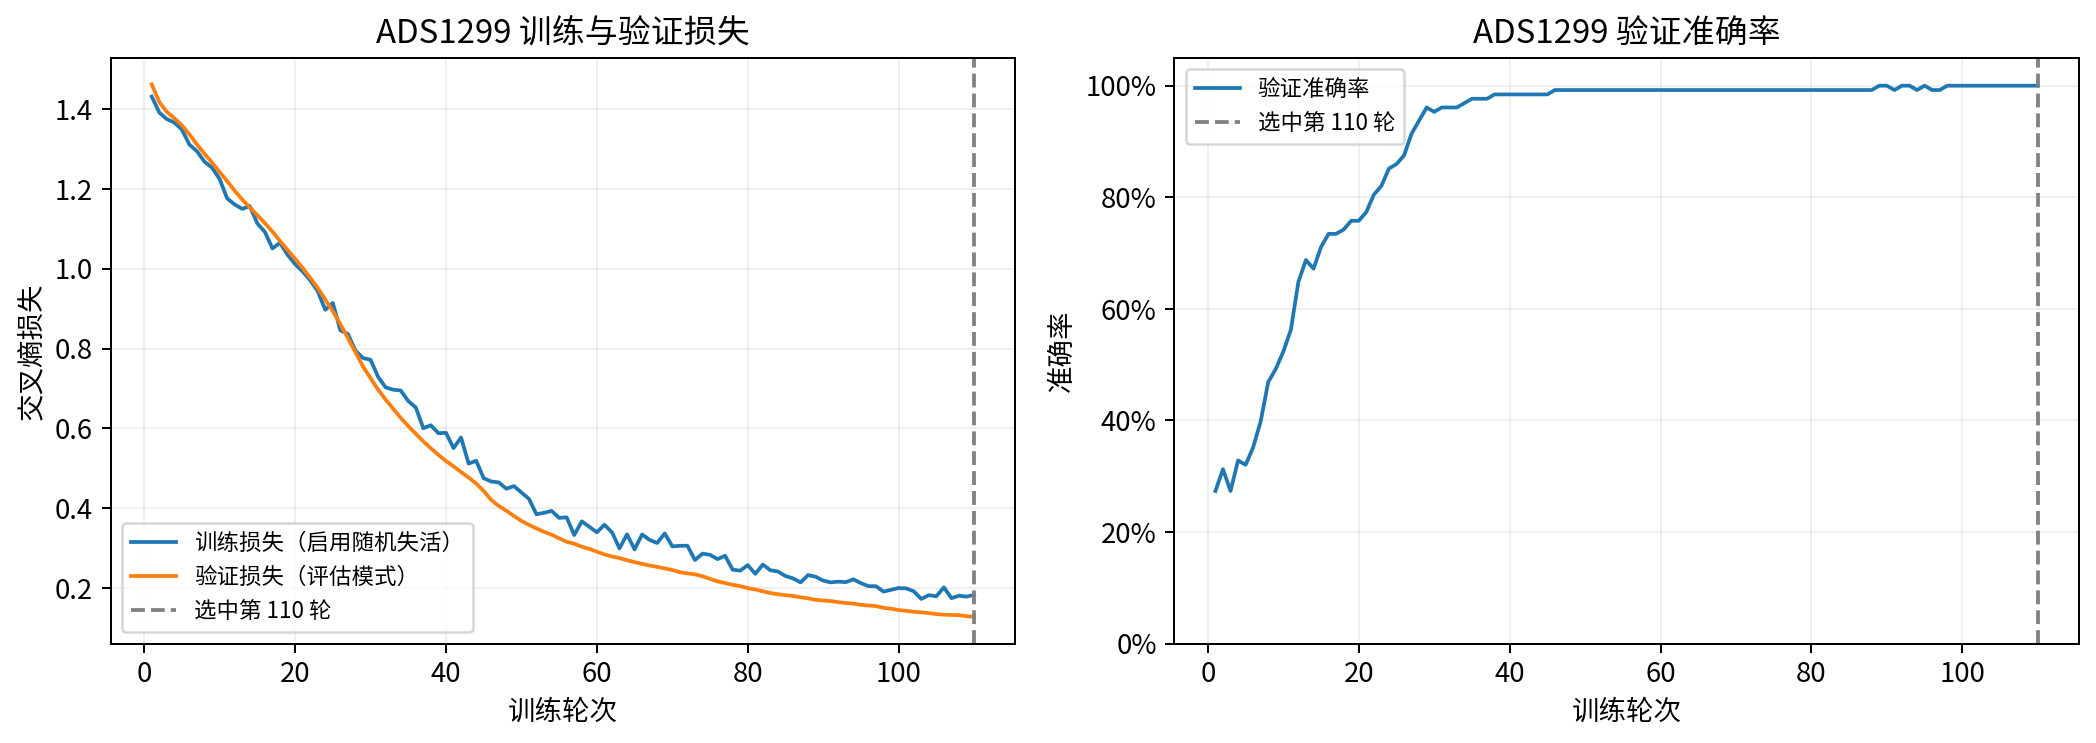 ADS1299 训练与验证损失
交叉熵损失
1.4
1.2
1.0
0.8
0.6
0.4
0.2
训练损失（启用随机失活）
验证损失（评估模式）
选中第 110 轮
0
20
40
60
80
100
训练轮次
ADS1299 验证准确率
准确率
100%
80%
60%
40%
20%
0%
验证准确率
选中第 110 轮
0
20
40
60
80
100
训练轮次